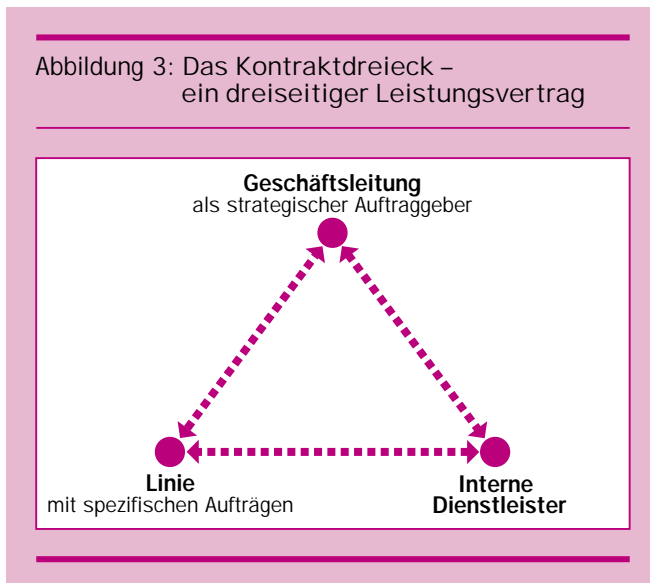 Abbildung 3: Das Kontraktdreieck –
ein dreiseitiger Leistungsvertrag
Geschäftsleitung
als strategischer Auftraggeber
Linie
mit spezifischen Aufträgen
Interne
Dienstleister